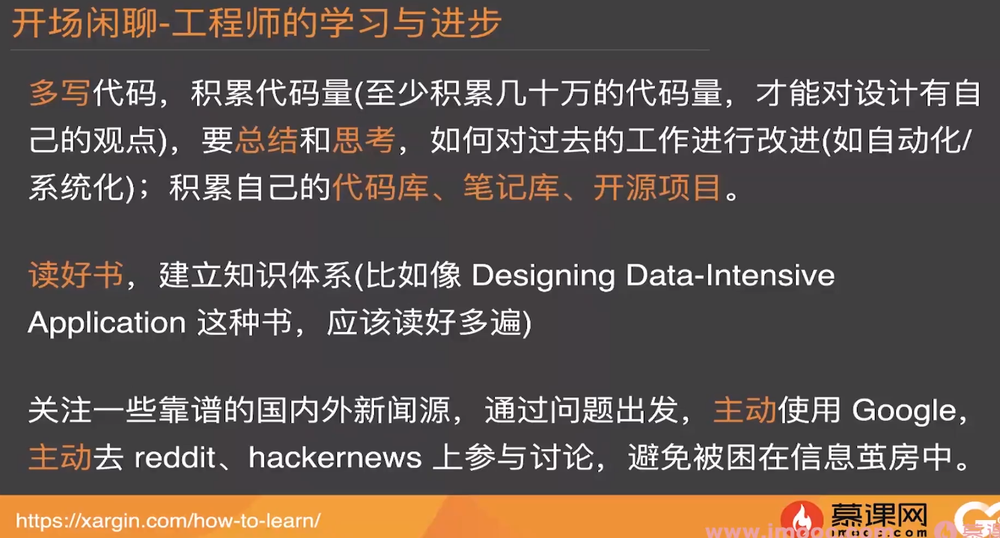 开场闲聊-工程师的学习与进步
多写代码，积累代码量(至少积累几十万的代码量，才能对设计有自
己的观点)，要总结和思考，如何对过去的工作进行改进(如自动化/
系统化)；积累自己的代码库、笔记库、开源项目。
读好书，建立知识体系(比如像 Designing Data-Intensive
Application 这种书，应该读好多遍)
关注一些靠谱的国内外新闻源，通过问题出发，主动使用 Google，
主动去 reddit、hackernews 上参与讨论，避免被困在信息茧房中。
https://xargin.com/how-to-learn/
慕课网